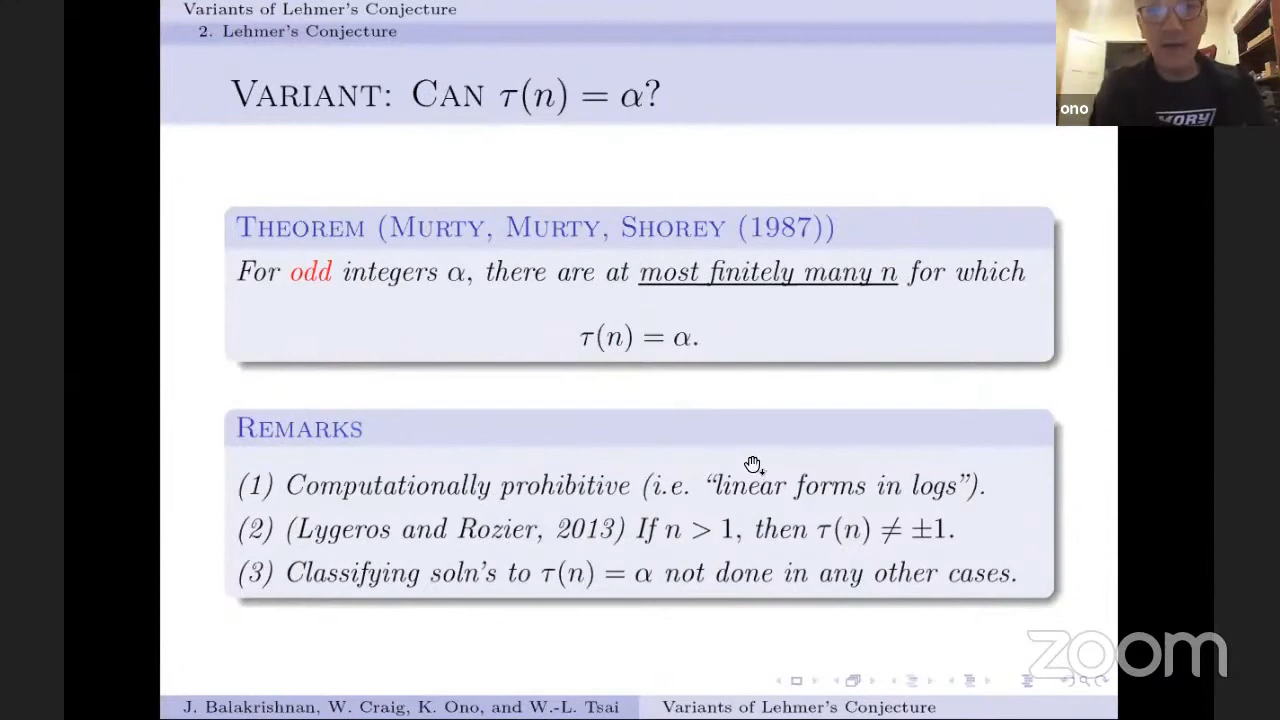 Variants of Lehmer's Conjecture
2. Lehmer's Conjecture
Variant: Can τ(n) = α?
Theorem (Murty, Murty, Shorey (1987))
For odd integers α, there are at most finitely many n for which
τ(n) = α.
Remarks
(1) Computationally prohibitive (i.e. “linear forms in logs”).
(2) (Lygeros and Rozier, 2013) If n > 1, then τ(n) ≠ ±1.
(3) Classifying soln's to τ(n) = α not done in any other cases.
J. Balakrishnan, W. Craig, K. Ono, and W.-L. Tsai
Variants of Lehmer's Conjecture
ono
zoom